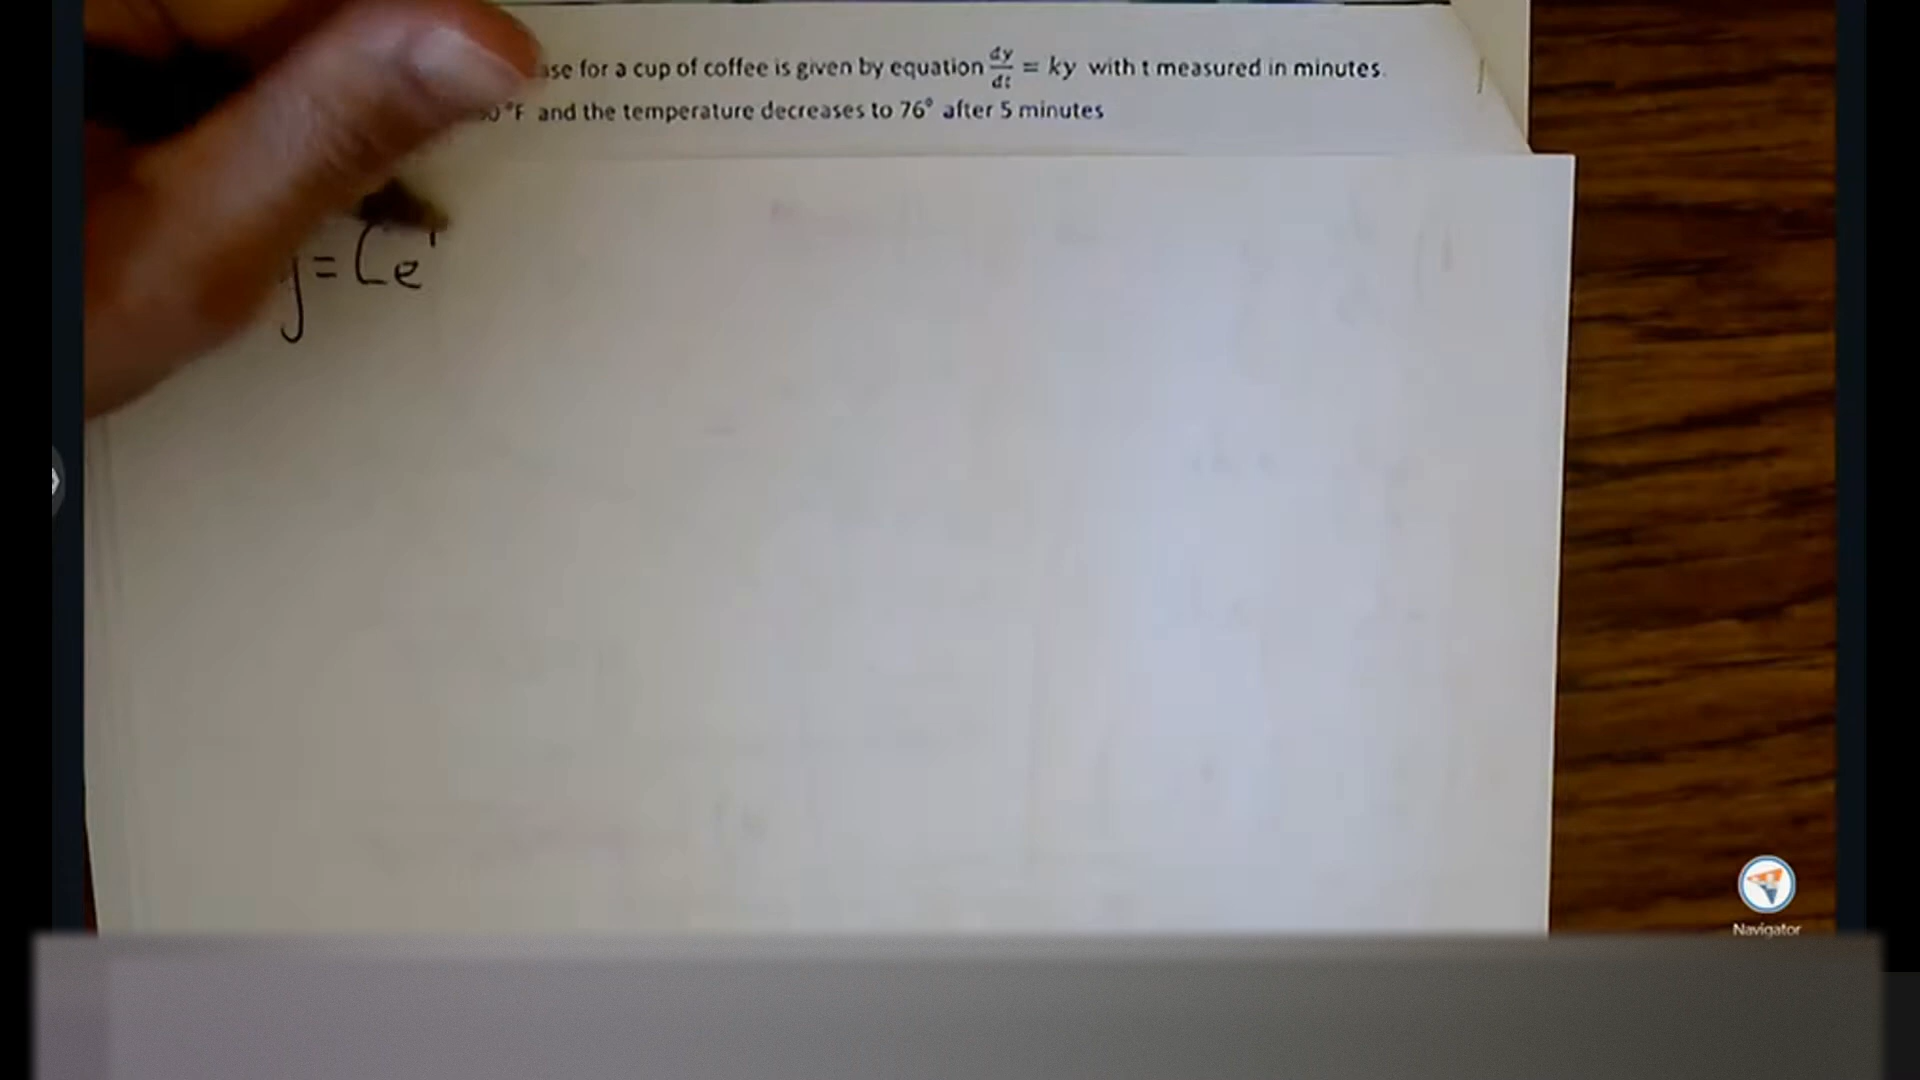 for a cup of coffee is given by equation dy/dt = ky with t measured in minutes.
°F and the temperature decreases to 76° after 5 minutes
y = Ce
Navigator